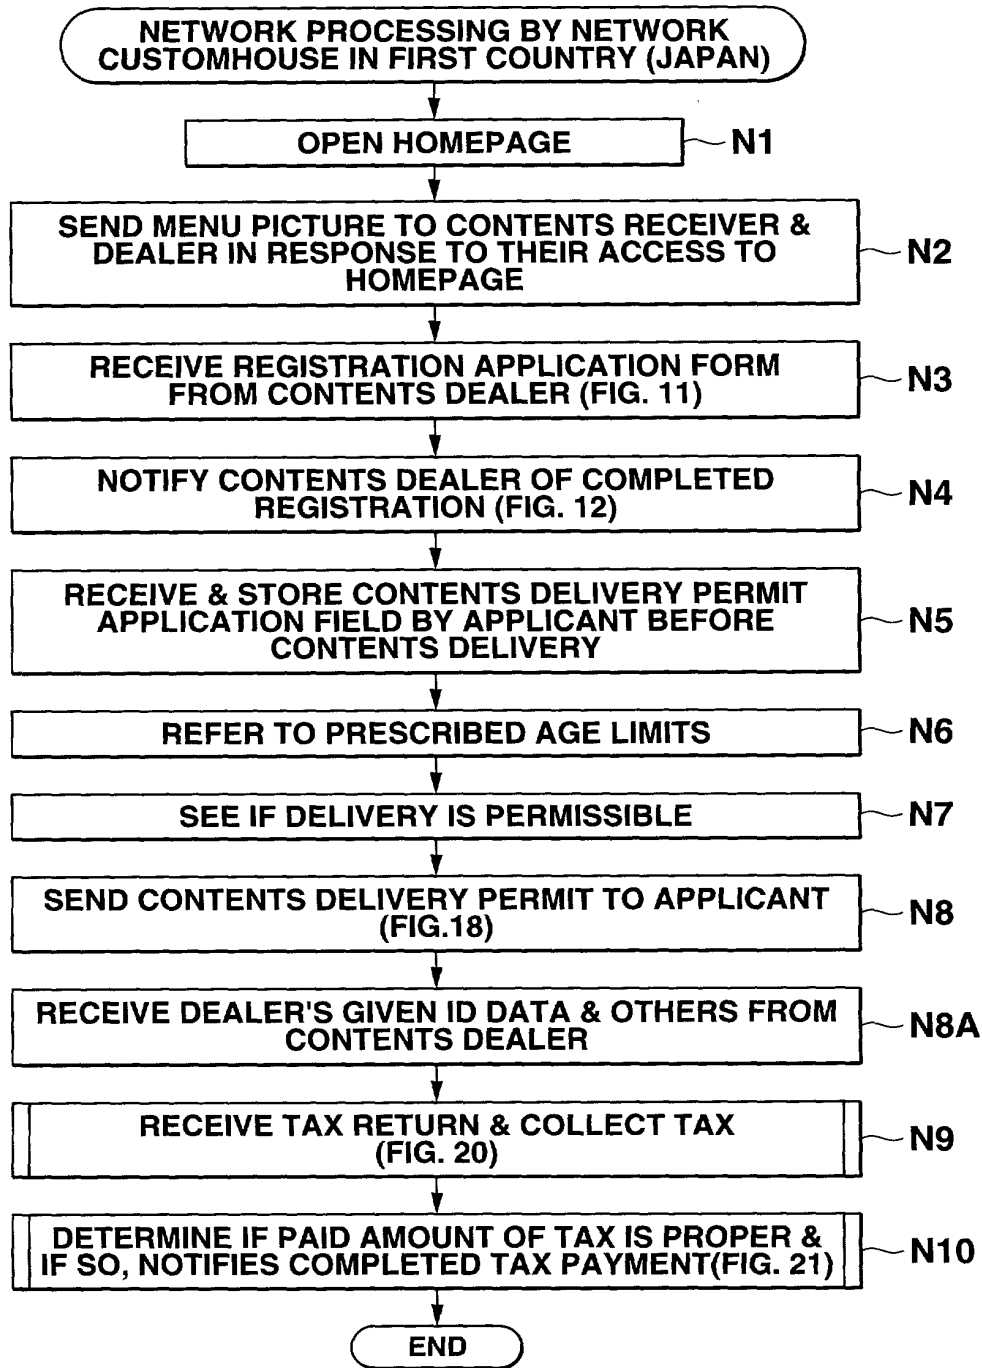 NETWORK PROCESSING BY NETWORK
CUSTOMHOUSE IN FIRST COUNTRY (JAPAN)
OPEN HOMEPAGE
N1
SEND MENU PICTURE TO CONTENTS RECEIVER &
DEALER IN RESPONSE TO THEIR ACCESS TO
HOMEPAGE
N2
RECEIVE REGISTRATION APPLICATION FORM
FROM CONTENTS DEALER (FIG. 11)
N3
NOTIFY CONTENTS DEALER OF COMPLETED
REGISTRATION (FIG. 12)
N4
RECEIVE & STORE CONTENTS DELIVERY PERMIT
APPLICATION FIELD BY APPLICANT BEFORE
CONTENTS DELIVERY
N5
REFER TO PRESCRIBED AGE LIMITS
N6
SEE IF DELIVERY IS PERMISSIBLE
N7
SEND CONTENTS DELIVERY PERMIT TO APPLICANT
(FIG.18)
N8
RECEIVE DEALER'S GIVEN ID DATA & OTHERS FROM
CONTENTS DEALER
N8A
RECEIVE TAX RETURN & COLLECT TAX
(FIG. 20)
N9
DETERMINE IF PAID AMOUNT OF TAX IS PROPER &
IF SO, NOTIFIES COMPLETED TAX PAYMENT(FIG. 21)
N10
END